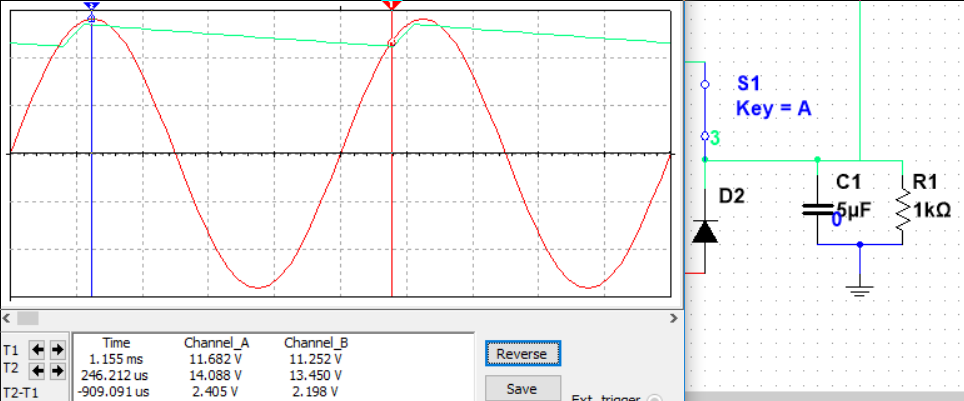 2
1
S1
Key = A
3
D2
C1
R1
5µF
0
1kΩ
Time Channel_A Channel_B
T1 1.155 ms 11.682 V 11.252 V
T2 246.212 us 14.088 V 13.450 V
T2-T1 -909.091 us 2.405 V 2.198 V
Reverse
Save
Ext. trigger